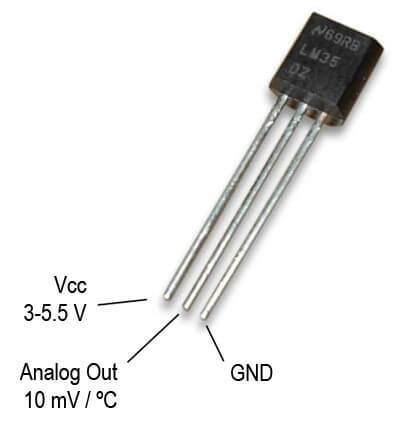 69RB
LM35
DZ
Vcc
3-5.5 V
Analog Out
10 mV / ºC
GND